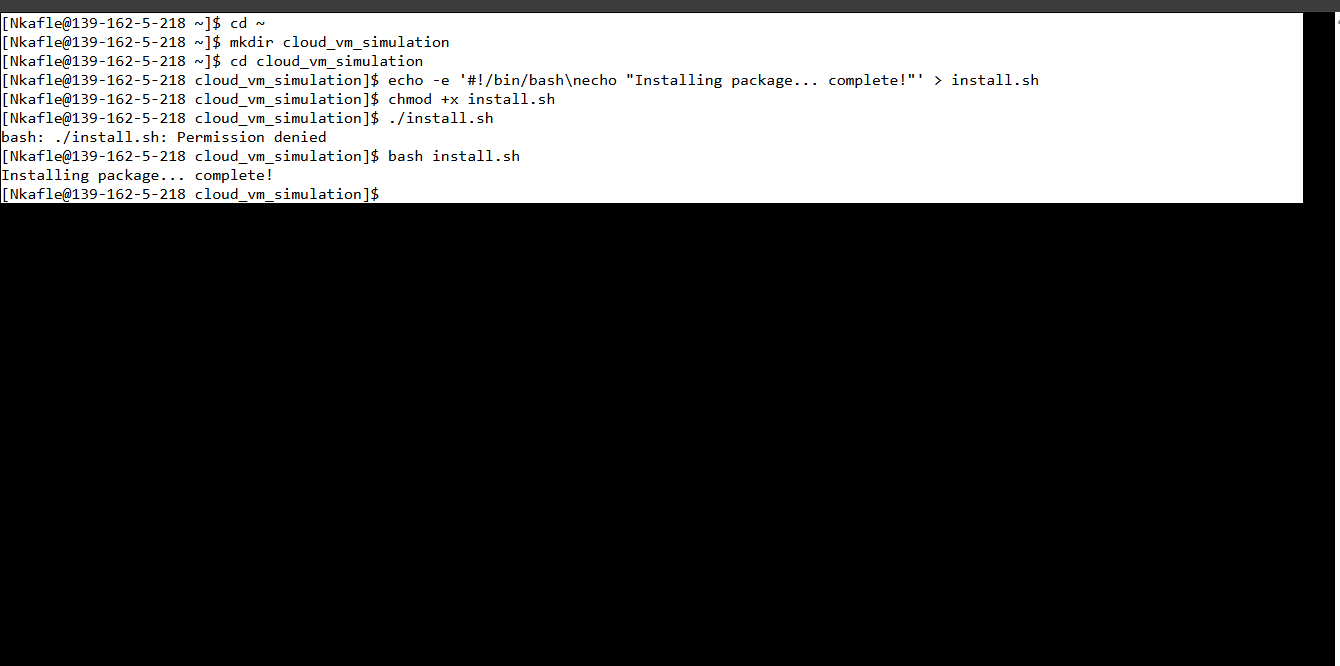 [Nkafle@139-162-5-218 ~]$ cd ~
[Nkafle@139-162-5-218 ~]$ mkdir cloud_vm_simulation
[Nkafle@139-162-5-218 ~]$ cd cloud_vm_simulation
[Nkafle@139-162-5-218 cloud_vm_simulation]$ echo -e '#!/bin/bash\necho "Installing package... complete!"' > install.sh
[Nkafle@139-162-5-218 cloud_vm_simulation]$ chmod +x install.sh
[Nkafle@139-162-5-218 cloud_vm_simulation]$ ./install.sh
bash: ./install.sh: Permission denied
[Nkafle@139-162-5-218 cloud_vm_simulation]$ bash install.sh
Installing package... complete!
[Nkafle@139-162-5-218 cloud_vm_simulation]$